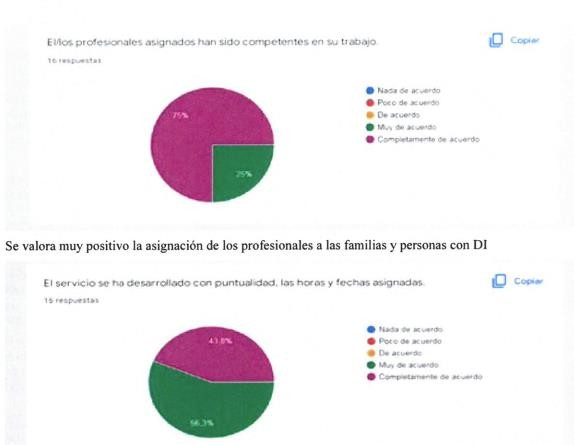 El/los profesionales asignados han sido competentes en su trabajo.
Copiar
16 respuestas
Nada de acuerdo
Poco de acuerdo
De acuerdo
Muy de acuerdo
Completamente de acuerdo
75%
25%
Se valora muy positivo la asignación de los profesionales a las familias y personas con DI
El servicio se ha desarrollado con puntualidad, las horas y fechas asignadas.
Copiar
16 respuestas
Nada de acuerdo
Poco de acuerdo
De acuerdo
Muy de acuerdo
Completamente de acuerdo
43.8%
56.3%